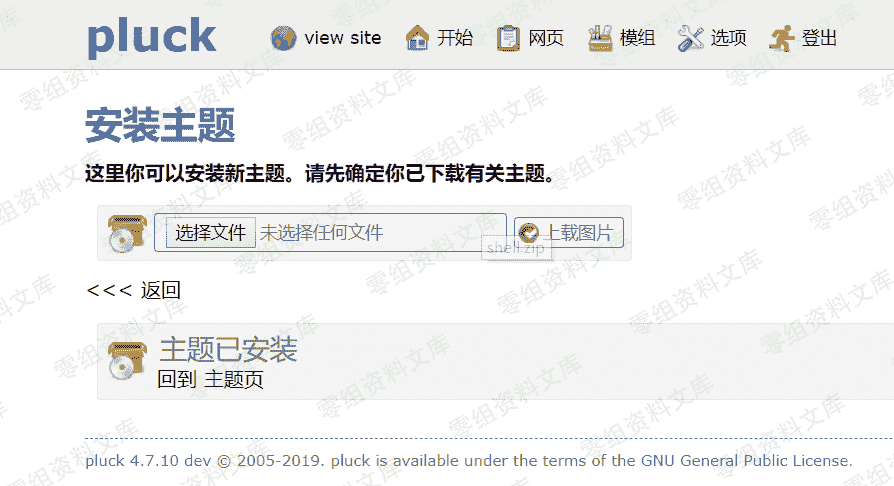 pluck view site 开始 网页 模组 选项 登出
安装主题
这里你可以安装新主题。请先确定你已下载有关主题。
选择文件 未选择任何文件 上载图片
shell.zip
<<< 返回
主题已安装
回到 主题页
pluck 4.7.10 dev © 2005-2019. pluck is available under the terms of the GNU General Public License.
零组资料文库